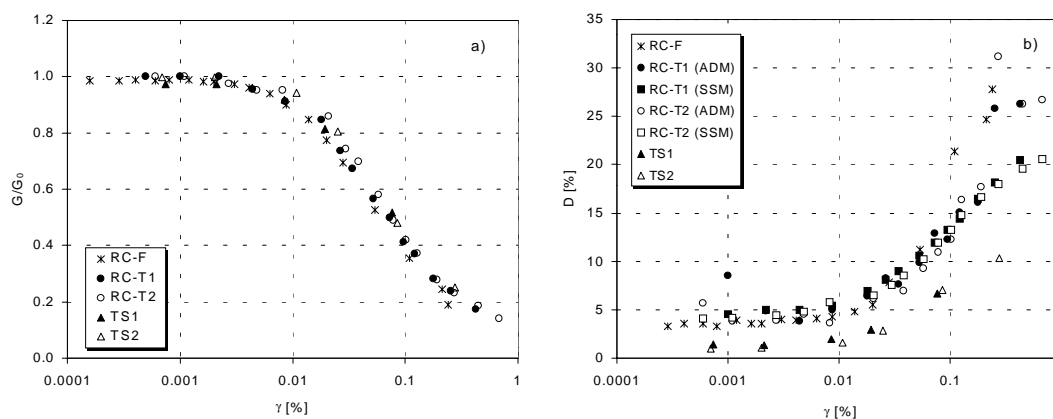 1.2
1.0
0.8
0.6
0.4
0.2
0.0
G/G0
a)
RC-F
RC-T1
RC-T2
TS1
TS2
0.0001
0.001
0.01
0.1
1
γ [%]
35
30
25
20
15
10
5
0
D [%]
b)
RC-F
RC-T1 (ADM)
RC-T1 (SSM)
RC-T2 (ADM)
RC-T2 (SSM)
TS1
TS2
0.0001
0.001
0.01
0.1
γ [%]